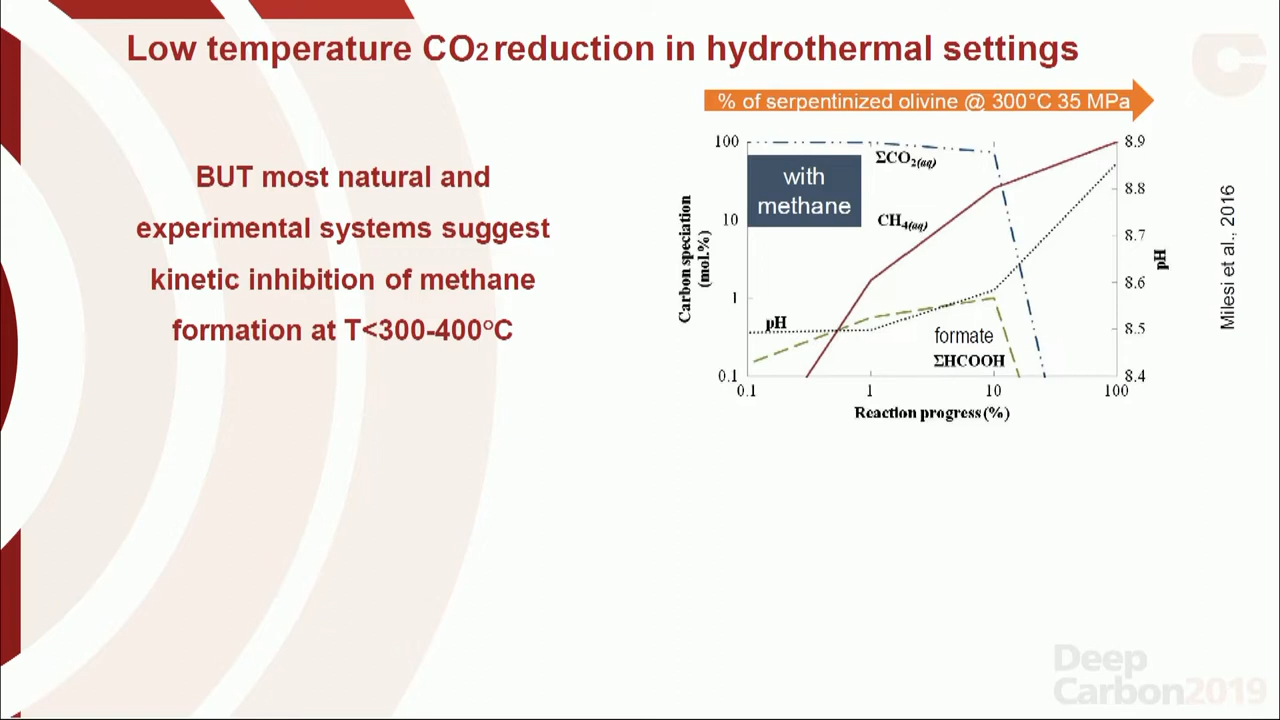 Low temperature CO2 reduction in hydrothermal settings
% of serpentinized olivine @ 300°C 35 MPa
BUT most natural and
experimental systems suggest
kinetic inhibition of methane
formation at T<300-400°C
with
methane
ΣCO2(aq)
CH4(aq)
pH
formate
ΣHCOOH
Carbon speciation
(mol.%)
100
10
1
0.1
0.1
1
10
100
Reaction progress (%)
8.9
8.8
8.7
8.6
8.5
8.4
pH
Milesi et al., 2016
Deep
Carbon2019